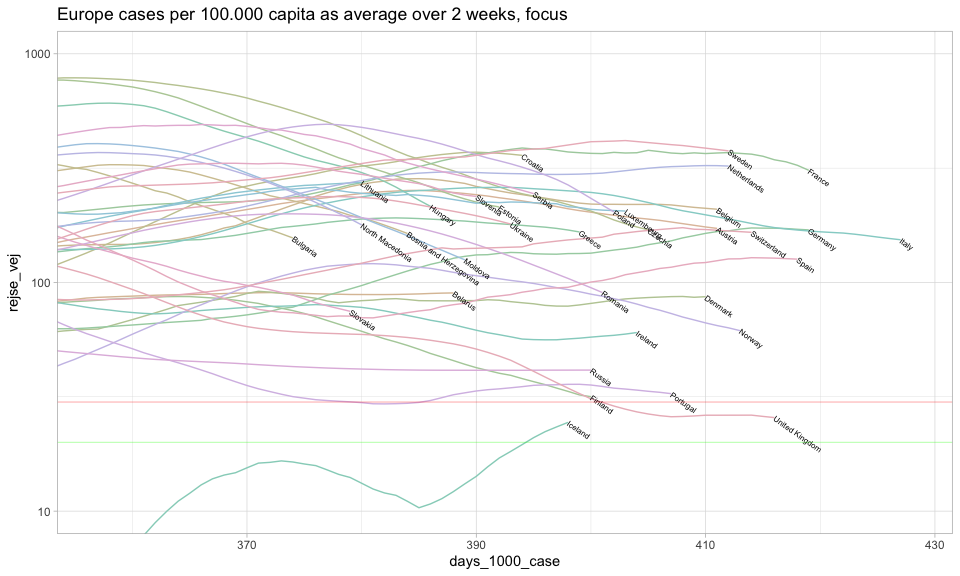 Europe cases per 100.000 capita as average over 2 weeks, focus
1000
100
10
rejse_vej
Sweden
France
Netherlands
Croatia
Lithuania
Hungary
Slovenia
Estonia
Serbia
Ukraine
Poland
Luxembourg
Czechia
Belgium
Austria
Switzerland
Germany
Italy
Greece
Bulgaria
North Macedonia
Bosnia and Herzegovina
Moldova
Spain
Belarus
Romania
Denmark
Slovakia
Norway
Ireland
Russia
Finland
Portugal
Iceland
United Kingdom
370
390
410
430
days_1000_case